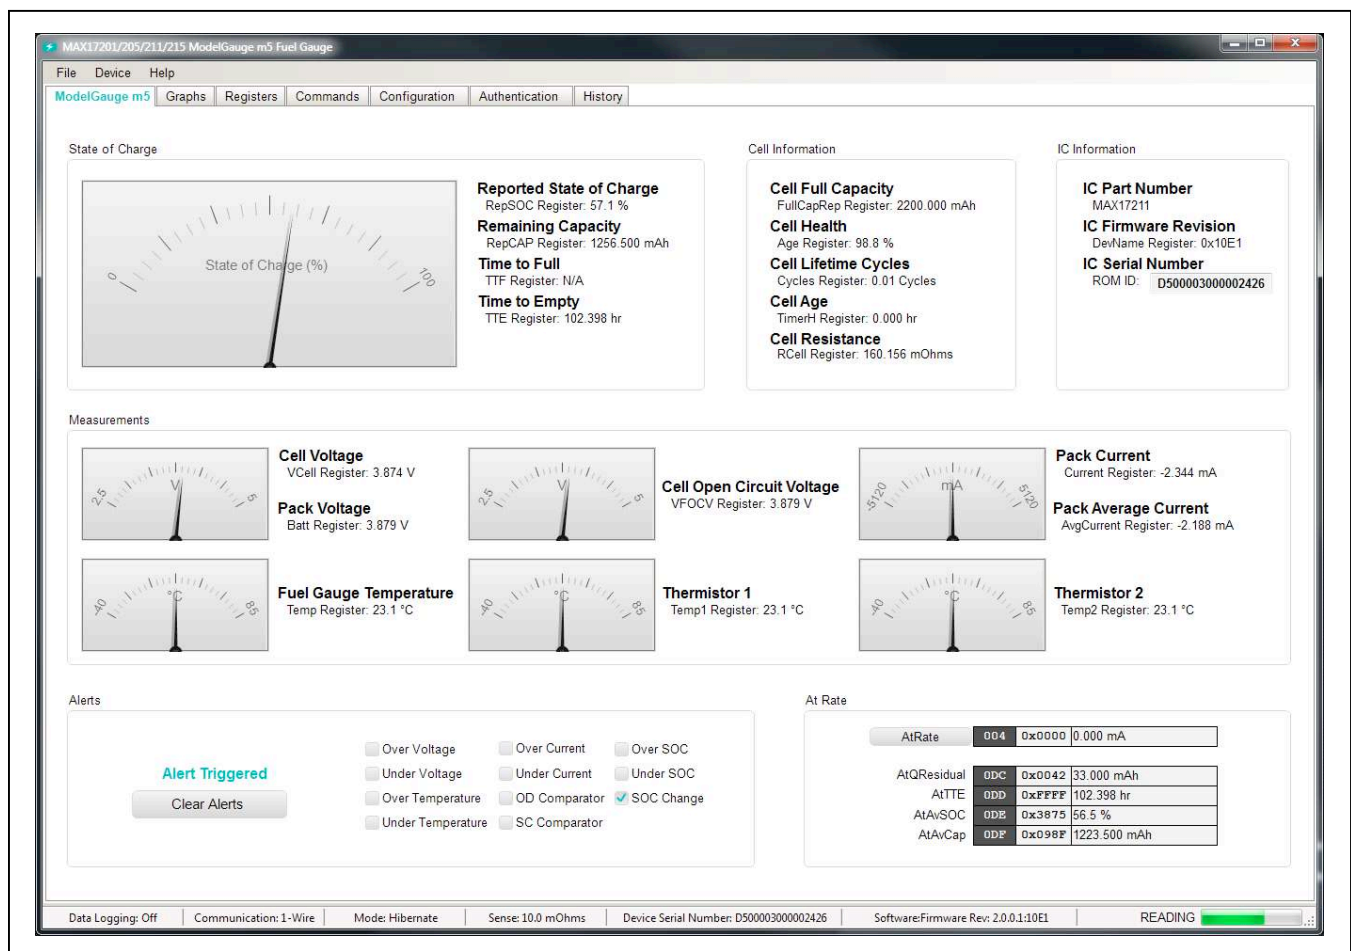 MAX17201/205/211/215 ModelGauge m5 Fuel Gauge
File Device Help
ModelGauge m5 Graphs Registers Commands Configuration Authentication History
State of Charge
0
100
State of Charge (%)
Reported State of Charge
RepSOC Register: 57.1 %
Remaining Capacity
RepCAP Register: 1256.500 mAh
Time to Full
TTF Register: N/A
Time to Empty
TTE Register: 102.398 hr
Cell Information
Cell Full Capacity
FullCapRep Register: 2200.000 mAh
Cell Health
Age Register: 98.8 %
Cell Lifetime Cycles
Cycles Register: 0.01 Cycles
Cell Age
TimerH Register: 0.000 hr
Cell Resistance
RCell Register: 160.156 mOhms
IC Information
IC Part Number
MAX17211
IC Firmware Revision
DevName Register: 0x10E1
IC Serial Number
ROM ID: D500003000002426
Measurements
2.5 V 5
Cell Voltage
VCell Register: 3.874 V
Pack Voltage
Batt Register: 3.879 V
2.5 V 5
Cell Open Circuit Voltage
VFOCV Register: 3.879 V
-5120 mA 5120
Pack Current
Current Register: -2.344 mA
Pack Average Current
AvgCurrent Register: -2.188 mA
-40 °C 85
Fuel Gauge Temperature
Temp Register: 23.1 °C
-40 °C 85
Thermistor 1
Temp1 Register: 23.1 °C
-40 °C 85
Thermistor 2
Temp2 Register: 23.1 °C
Alerts
Alert Triggered
Clear Alerts
Over Voltage Over Current Over SOC
Under Voltage Under Current Under SOC
Over Temperature OD Comparator SOC Change
Under Temperature SC Comparator
At Rate
AtRate 004 0x0000 0.000 mA
AtQResidual 0DC 0x0042 33.000 mAh
AtTTE 0DD 0xFFFF 102.398 hr
AtAvSOC 0DE 0x3875 56.5 %
AtAvCap 0DF 0x098F 1223.500 mAh
Data Logging: Off Communication: 1-Wire Mode: Hibernate Sense: 10.0 mOhms Device Serial Number: D500003000002426 Software:Firmware Rev: 2.0.0.1:10E1 READING